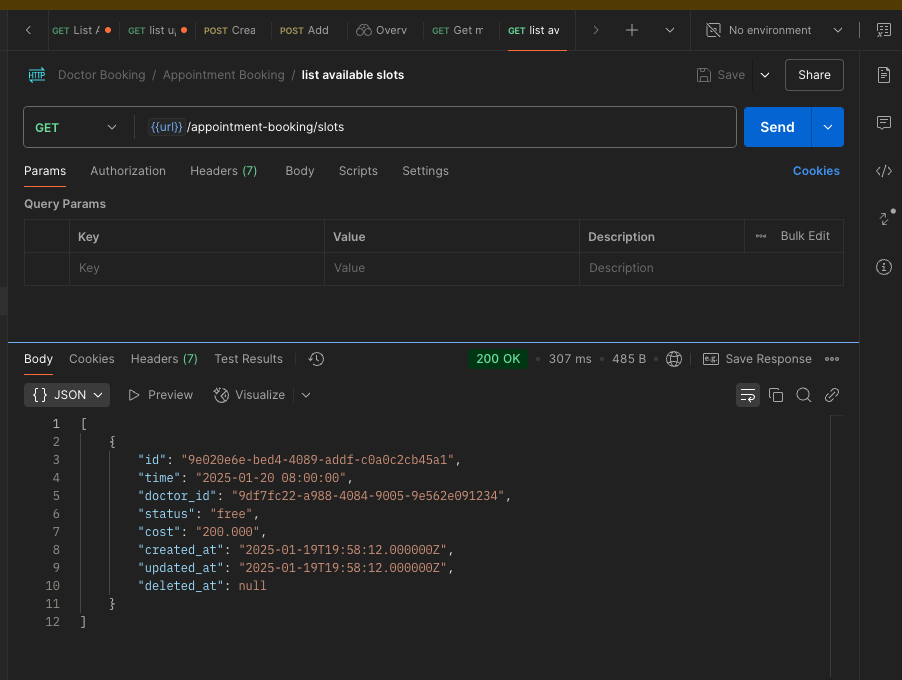 GET List A GET list u POST Crea POST Add Overv GET Get m GET list av No environment
HTTP Doctor Booking / Appointment Booking / list available slots Save Share
GET {{url}}/appointment-booking/slots Send
Params Authorization Headers (7) Body Scripts Settings Cookies
Query Params
Key Value Description Bulk Edit
Key Value Description
Body Cookies Headers (7) Test Results 200 OK 307 ms 485 B e.g. Save Response
{} JSON Preview Visualize
1 [
2 {
3 "id": "9e020e6e-bed4-4089-addf-c0a0c2cb45a1",
4 "time": "2025-01-20 08:00:00",
5 "doctor_id": "9df7fc22-a988-4084-9005-9e562e091234",
6 "status": "free",
7 "cost": "200.000",
8 "created_at": "2025-01-19T19:58:12.000000Z",
9 "updated_at": "2025-01-19T19:58:12.000000Z",
10 "deleted_at": null
11 }
12 ]